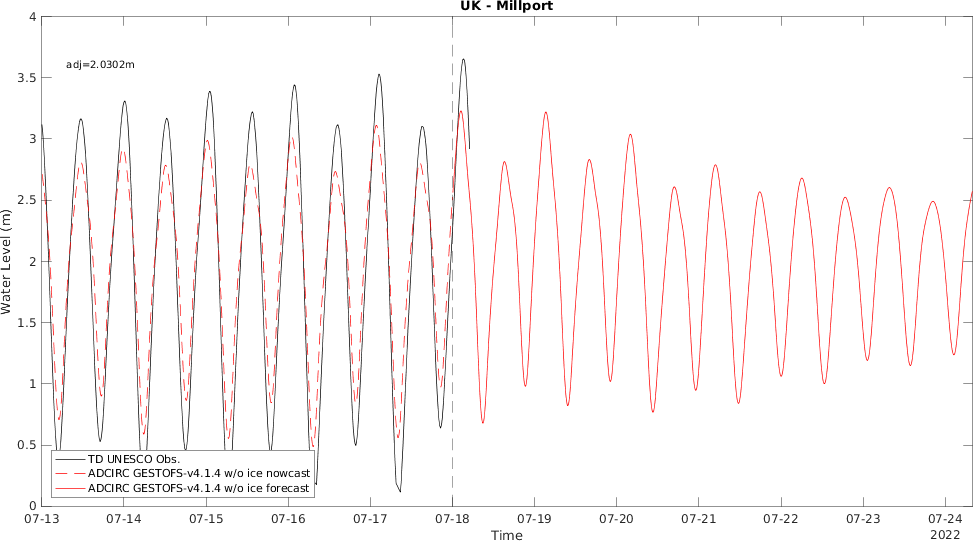 UK - Millport
4
3.5
3
2.5
2
1.5
1
0.5
0
Water Level (m)
adj=2.0302m
TD UNESCO Obs.
ADCIRC GESTOFS-v4.1.4 w/o ice nowcast
ADCIRC GESTOFS-v4.1.4 w/o ice forecast
07-13 07-14 07-15 07-16 07-17 07-18 07-19 07-20 07-21 07-22 07-23 07-24
2022
Time